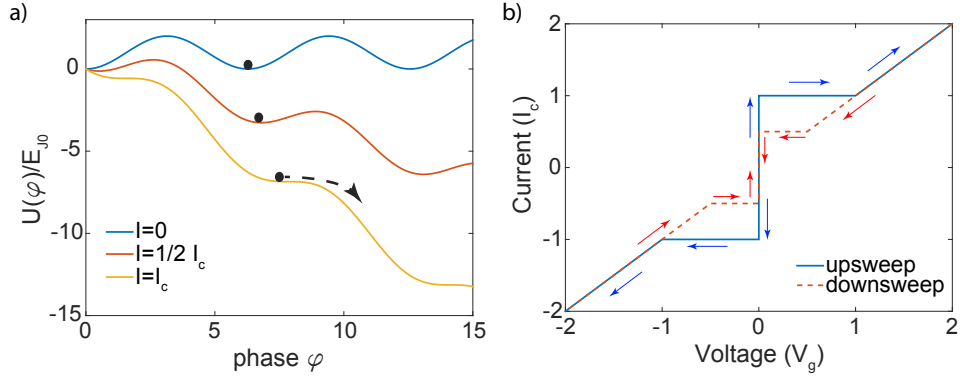 a)
U(φ)/E_J0
0
-5
-10
-15
0
5
10
15
phase φ
I=0
I=1/2 I_c
I=I_c
b)
Current (I_c)
2
1
0
-1
-2
-2
-1
0
1
2
Voltage (V_g)
upsweep
downsweep